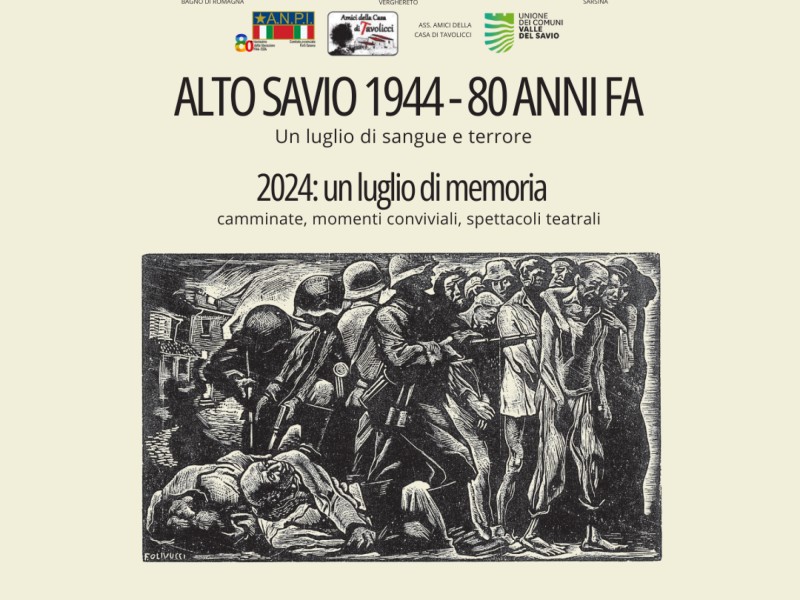 BAGNO DI ROMAGNA
VERGHERETO
SARSINA
A.N.P.I.
80
Amici della Casa
di Tavolicci
ASS. AMICI DELLA
CASA DI TAVOLICCI
UNIONE
DEI COMUNI
VALLE
DEL SAVIO
ALTO SAVIO 1944 - 80 ANNI FA
Un luglio di sangue e terrore
2024: un luglio di memoria
camminate, momenti conviviali, spettacoli teatrali
F.OLIVUCCI